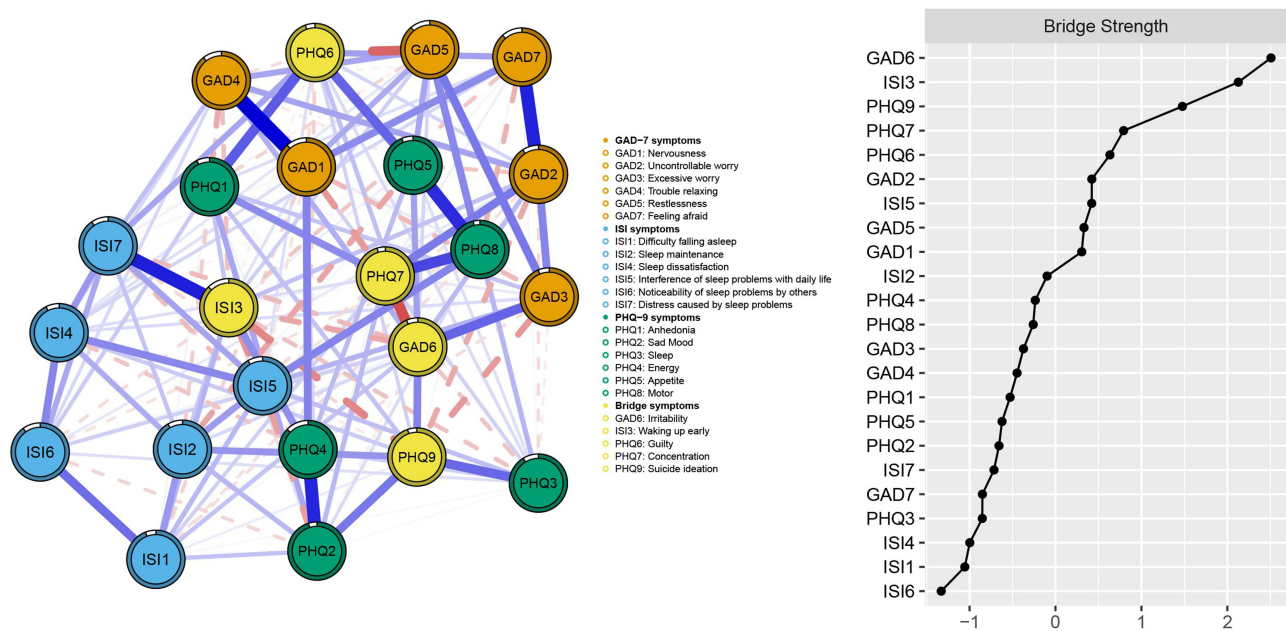 PHQ6
GAD5
GAD7
GAD4
GAD1
PHQ5
GAD2
PHQ1
ISI7
PHQ8
PHQ7
ISI3
GAD3
ISI4
GAD6
ISI5
ISI6
ISI2
PHQ4
PHQ9
PHQ3
ISI1
PHQ2
GAD−7 symptoms
GAD1: Nervousness
GAD2: Uncontrollable worry
GAD3: Excessive worry
GAD4: Trouble relaxing
GAD5: Restlessness
GAD7: Feeling afraid
ISI symptoms
ISI1: Difficulty falling asleep
ISI2: Sleep maintenance
ISI4: Sleep dissatisfaction
ISI5: Interference of sleep problems with daily life
ISI6: Noticeability of sleep problems by others
ISI7: Distress caused by sleep problems
PHQ−9 symptoms
PHQ1: Anhedonia
PHQ2: Sad Mood
PHQ3: Sleep
PHQ4: Energy
PHQ5: Appetite
PHQ8: Motor
Bridge symptoms
GAD6: Irritability
ISI3: Waking up early
PHQ6: Guilty
PHQ7: Concentration
PHQ9: Suicide ideation
Bridge Strength
GAD6
ISI3
PHQ9
PHQ7
PHQ6
GAD2
ISI5
GAD5
GAD1
ISI2
PHQ4
PHQ8
GAD3
GAD4
PHQ1
PHQ5
PHQ2
ISI7
GAD7
PHQ3
ISI4
ISI1
ISI6
−1 0 1 2